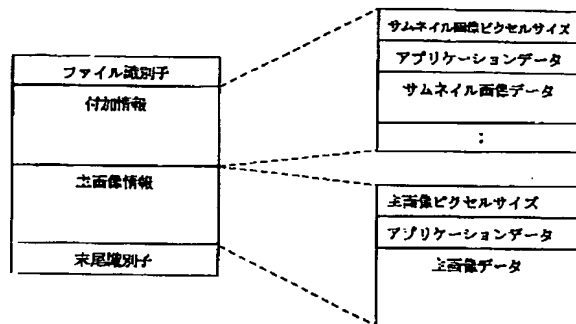 ファイル識別子
付加情報
主画像情報
末尾識別子
サムネイル画像ピクセルサイズ
アプリケーションデータ
サムネイル画像データ
:
主画像ピクセルサイズ
アプリケーションデータ
主画像データ